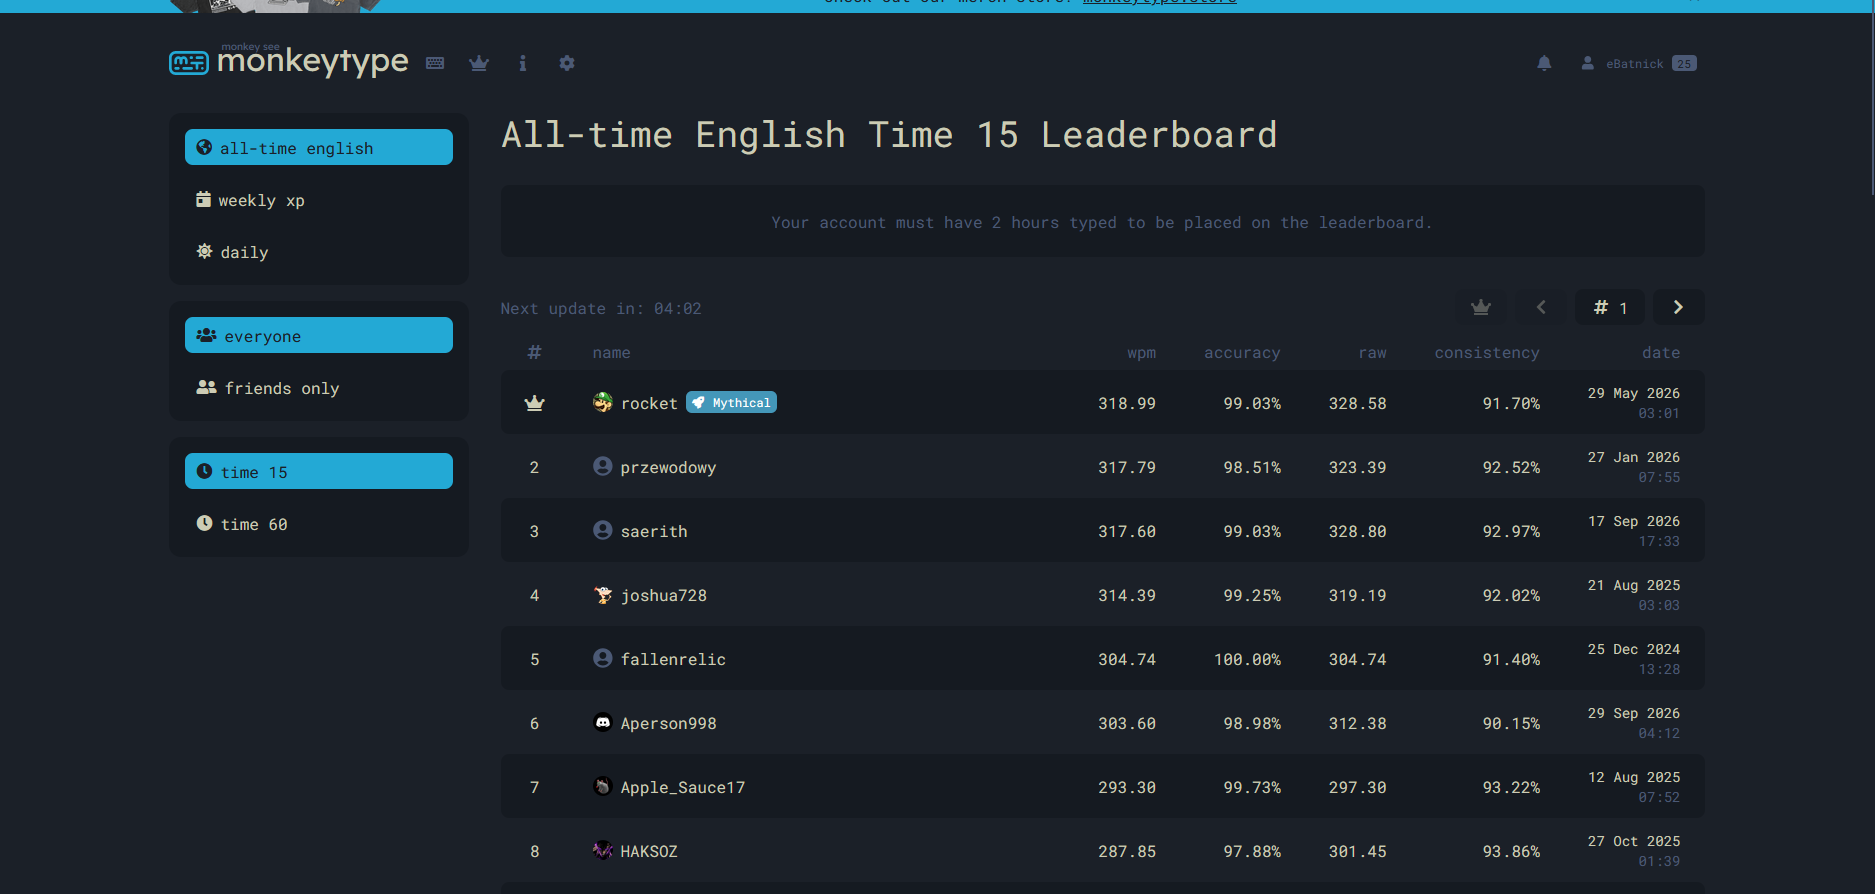 monkeytype.store
monkey see
monkeytype
eBatnick 25
all-time english
weekly xp
daily
everyone
friends only
time 15
time 60
All-time English Time 15 Leaderboard
Your account must have 2 hours typed to be placed on the leaderboard.
Next update in: 04:02
# 1
# name wpm accuracy raw consistency date
rocket Mythical 318.99 99.03% 328.58 91.70% 29 May 2026
03:01
2 przewodowy 317.79 98.51% 323.39 92.52% 27 Jan 2026
07:55
3 saerith 317.60 99.03% 328.80 92.97% 17 Sep 2026
17:33
4 joshua728 314.39 99.25% 319.19 92.02% 21 Aug 2025
03:03
5 fallenrelic 304.74 100.00% 304.74 91.40% 25 Dec 2024
13:28
6 Aperson998 303.60 98.98% 312.38 90.15% 29 Sep 2026
04:12
7 Apple_Sauce17 293.30 99.73% 297.30 93.22% 12 Aug 2025
07:52
8 HAKSOZ 287.85 97.88% 301.45 93.86% 27 Oct 2025
01:39